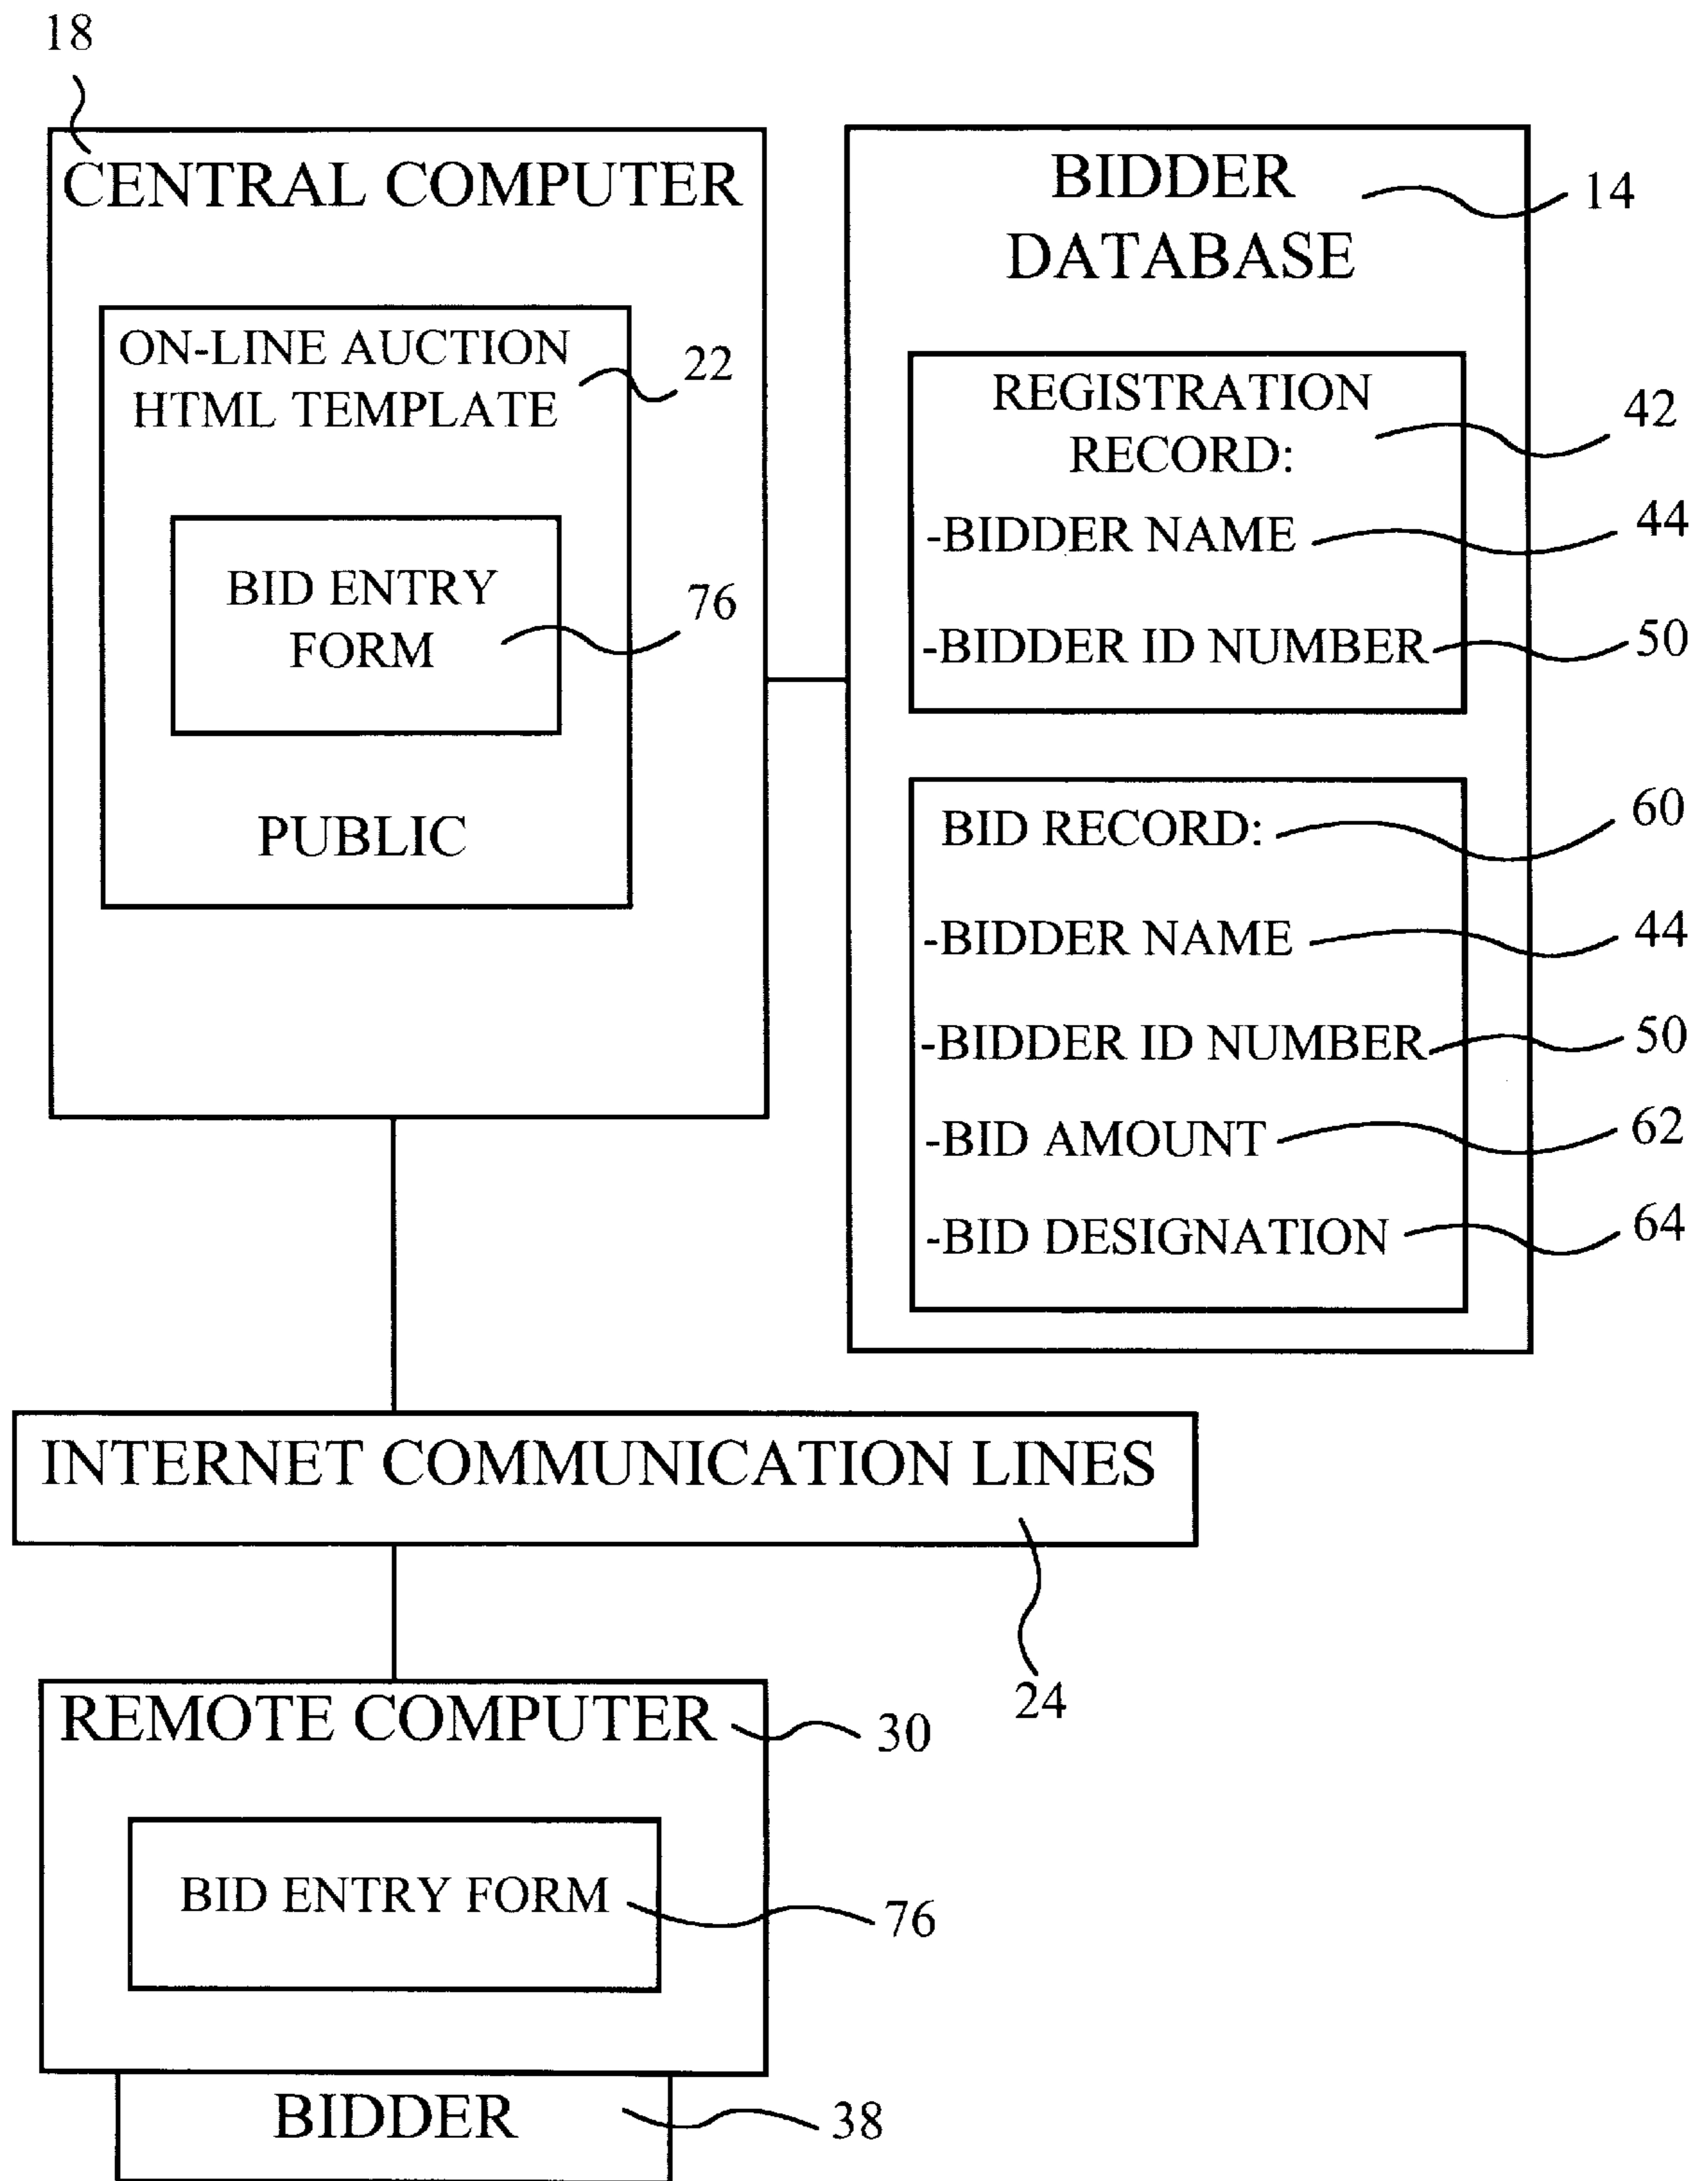 18
CENTRAL COMPUTER
ON-LINE AUCTION
HTML TEMPLATE
22
BID ENTRY
FORM
76
PUBLIC
BIDDER
DATABASE
14
REGISTRATION
RECORD:
42
-BIDDER NAME
44
-BIDDER ID NUMBER
50
BID RECORD:
60
-BIDDER NAME
44
-BIDDER ID NUMBER
50
-BID AMOUNT
62
-BID DESIGNATION
64
INTERNET COMMUNICATION LINES
24
REMOTE COMPUTER
30
BID ENTRY FORM
76
BIDDER
38